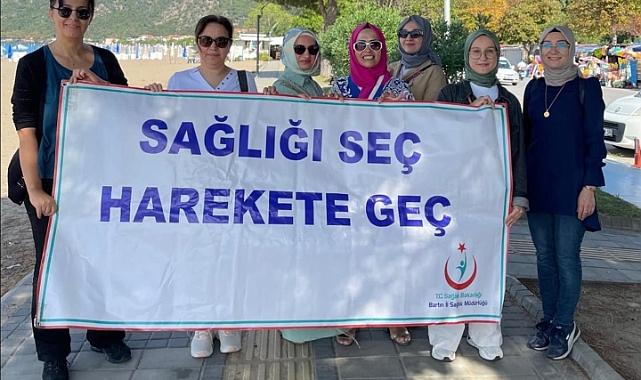 SAĞLIĞI SEÇ
HAREKETE GEÇ
T.C. Sağlık Bakanlığı
Bartın İl Sağlık Müdürlüğü